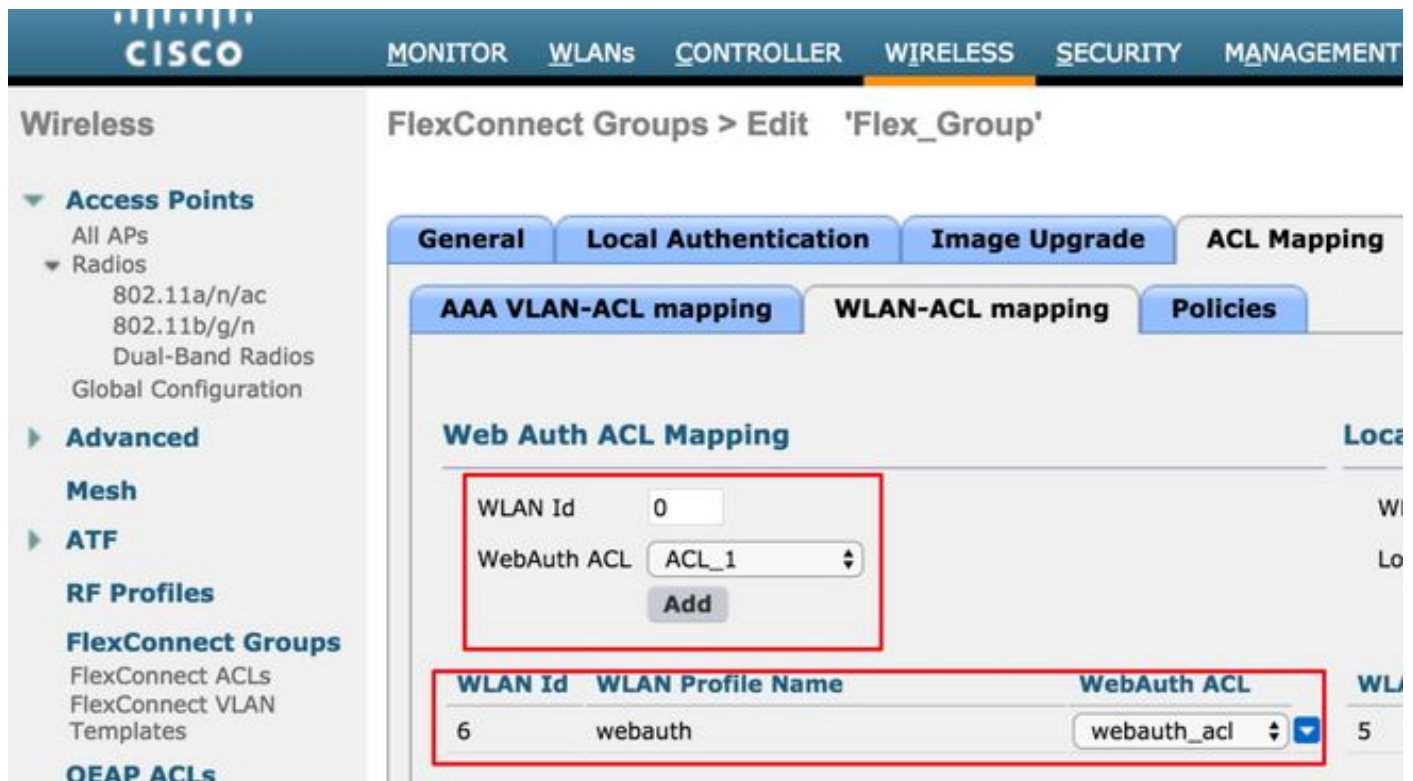 CISCO
MONITOR WLANs CONTROLLER WIRELESS SECURITY MANAGEMENT
Wireless
Access Points
All APs
Radios
802.11a/n/ac
802.11b/g/n
Dual-Band Radios
Global Configuration
Advanced
Mesh
ATF
RF Profiles
FlexConnect Groups
FlexConnect ACLs
FlexConnect VLAN
Templates
OEAP ACLs
FlexConnect Groups > Edit 'Flex_Group'
General Local Authentication Image Upgrade ACL Mapping
AAA VLAN-ACL mapping WLAN-ACL mapping Policies
Web Auth ACL Mapping
WLAN Id 0
WebAuth ACL ACL_1
Add
WLAN Id WLAN Profile Name WebAuth ACL
6 webauth webauth_acl
5